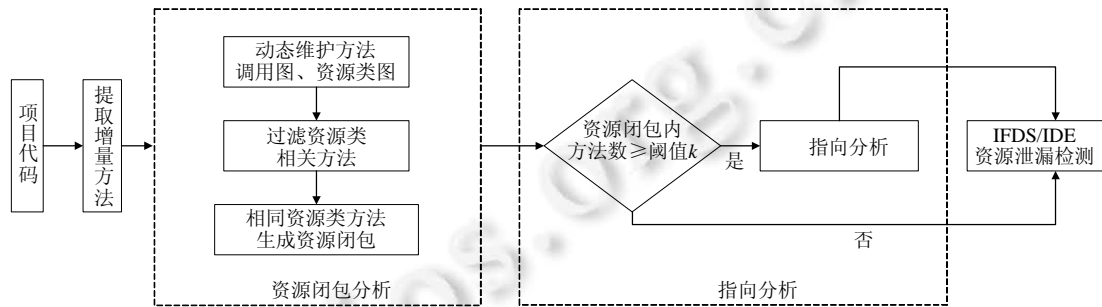 项目代码
提取增量方法
动态维护方法
调用图、资源类图
过滤资源类
相关方法
相同资源类方法
生成资源闭包
资源闭包分析
资源闭包内
方法数≥阈值k
是
否
指向分析
指向分析
IFDS/IDE
资源泄漏检测